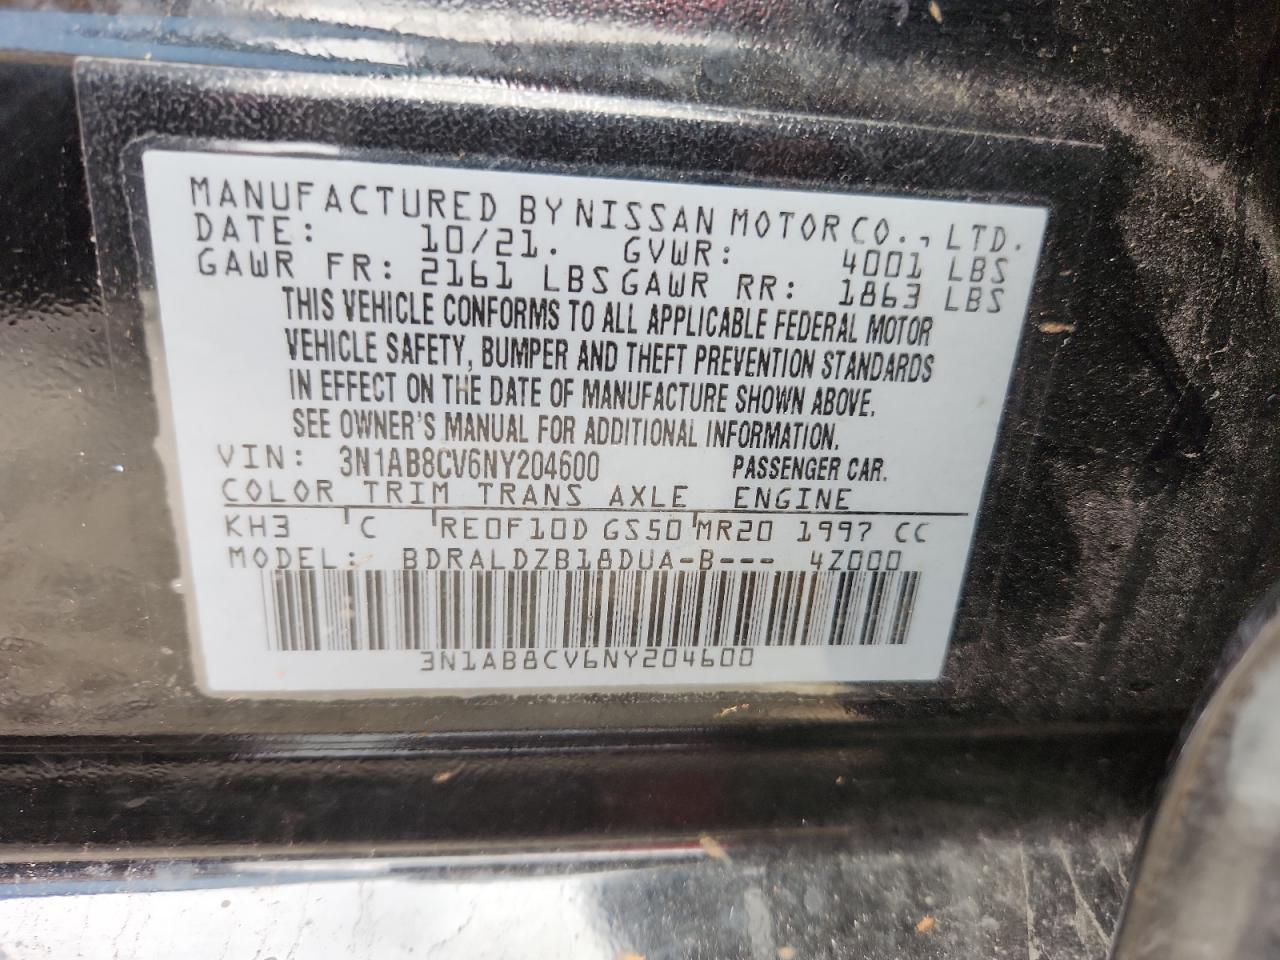 MANUFACTURED BY NISSAN MOTOR CO., LTD.
DATE: 10/21. GVWR: 4001 LBS
GAWR FR: 2161 LBS GAWR RR: 1863 LBS
THIS VEHICLE CONFORMS TO ALL APPLICABLE FEDERAL MOTOR
VEHICLE SAFETY, BUMPER AND THEFT PREVENTION STANDARDS
IN EFFECT ON THE DATE OF MANUFACTURE SHOWN ABOVE.
SEE OWNER'S MANUAL FOR ADDITIONAL INFORMATION.
VIN: 3N1AB8CV6NY204600 PASSENGER CAR.
COLOR TRIM TRANS AXLE ENGINE
KH3 C RE0F10D GS50 MR20 1997 CC
MODEL: BDRALDZB18DUA-B--- 4Z000
3N1AB8CV6NY204600